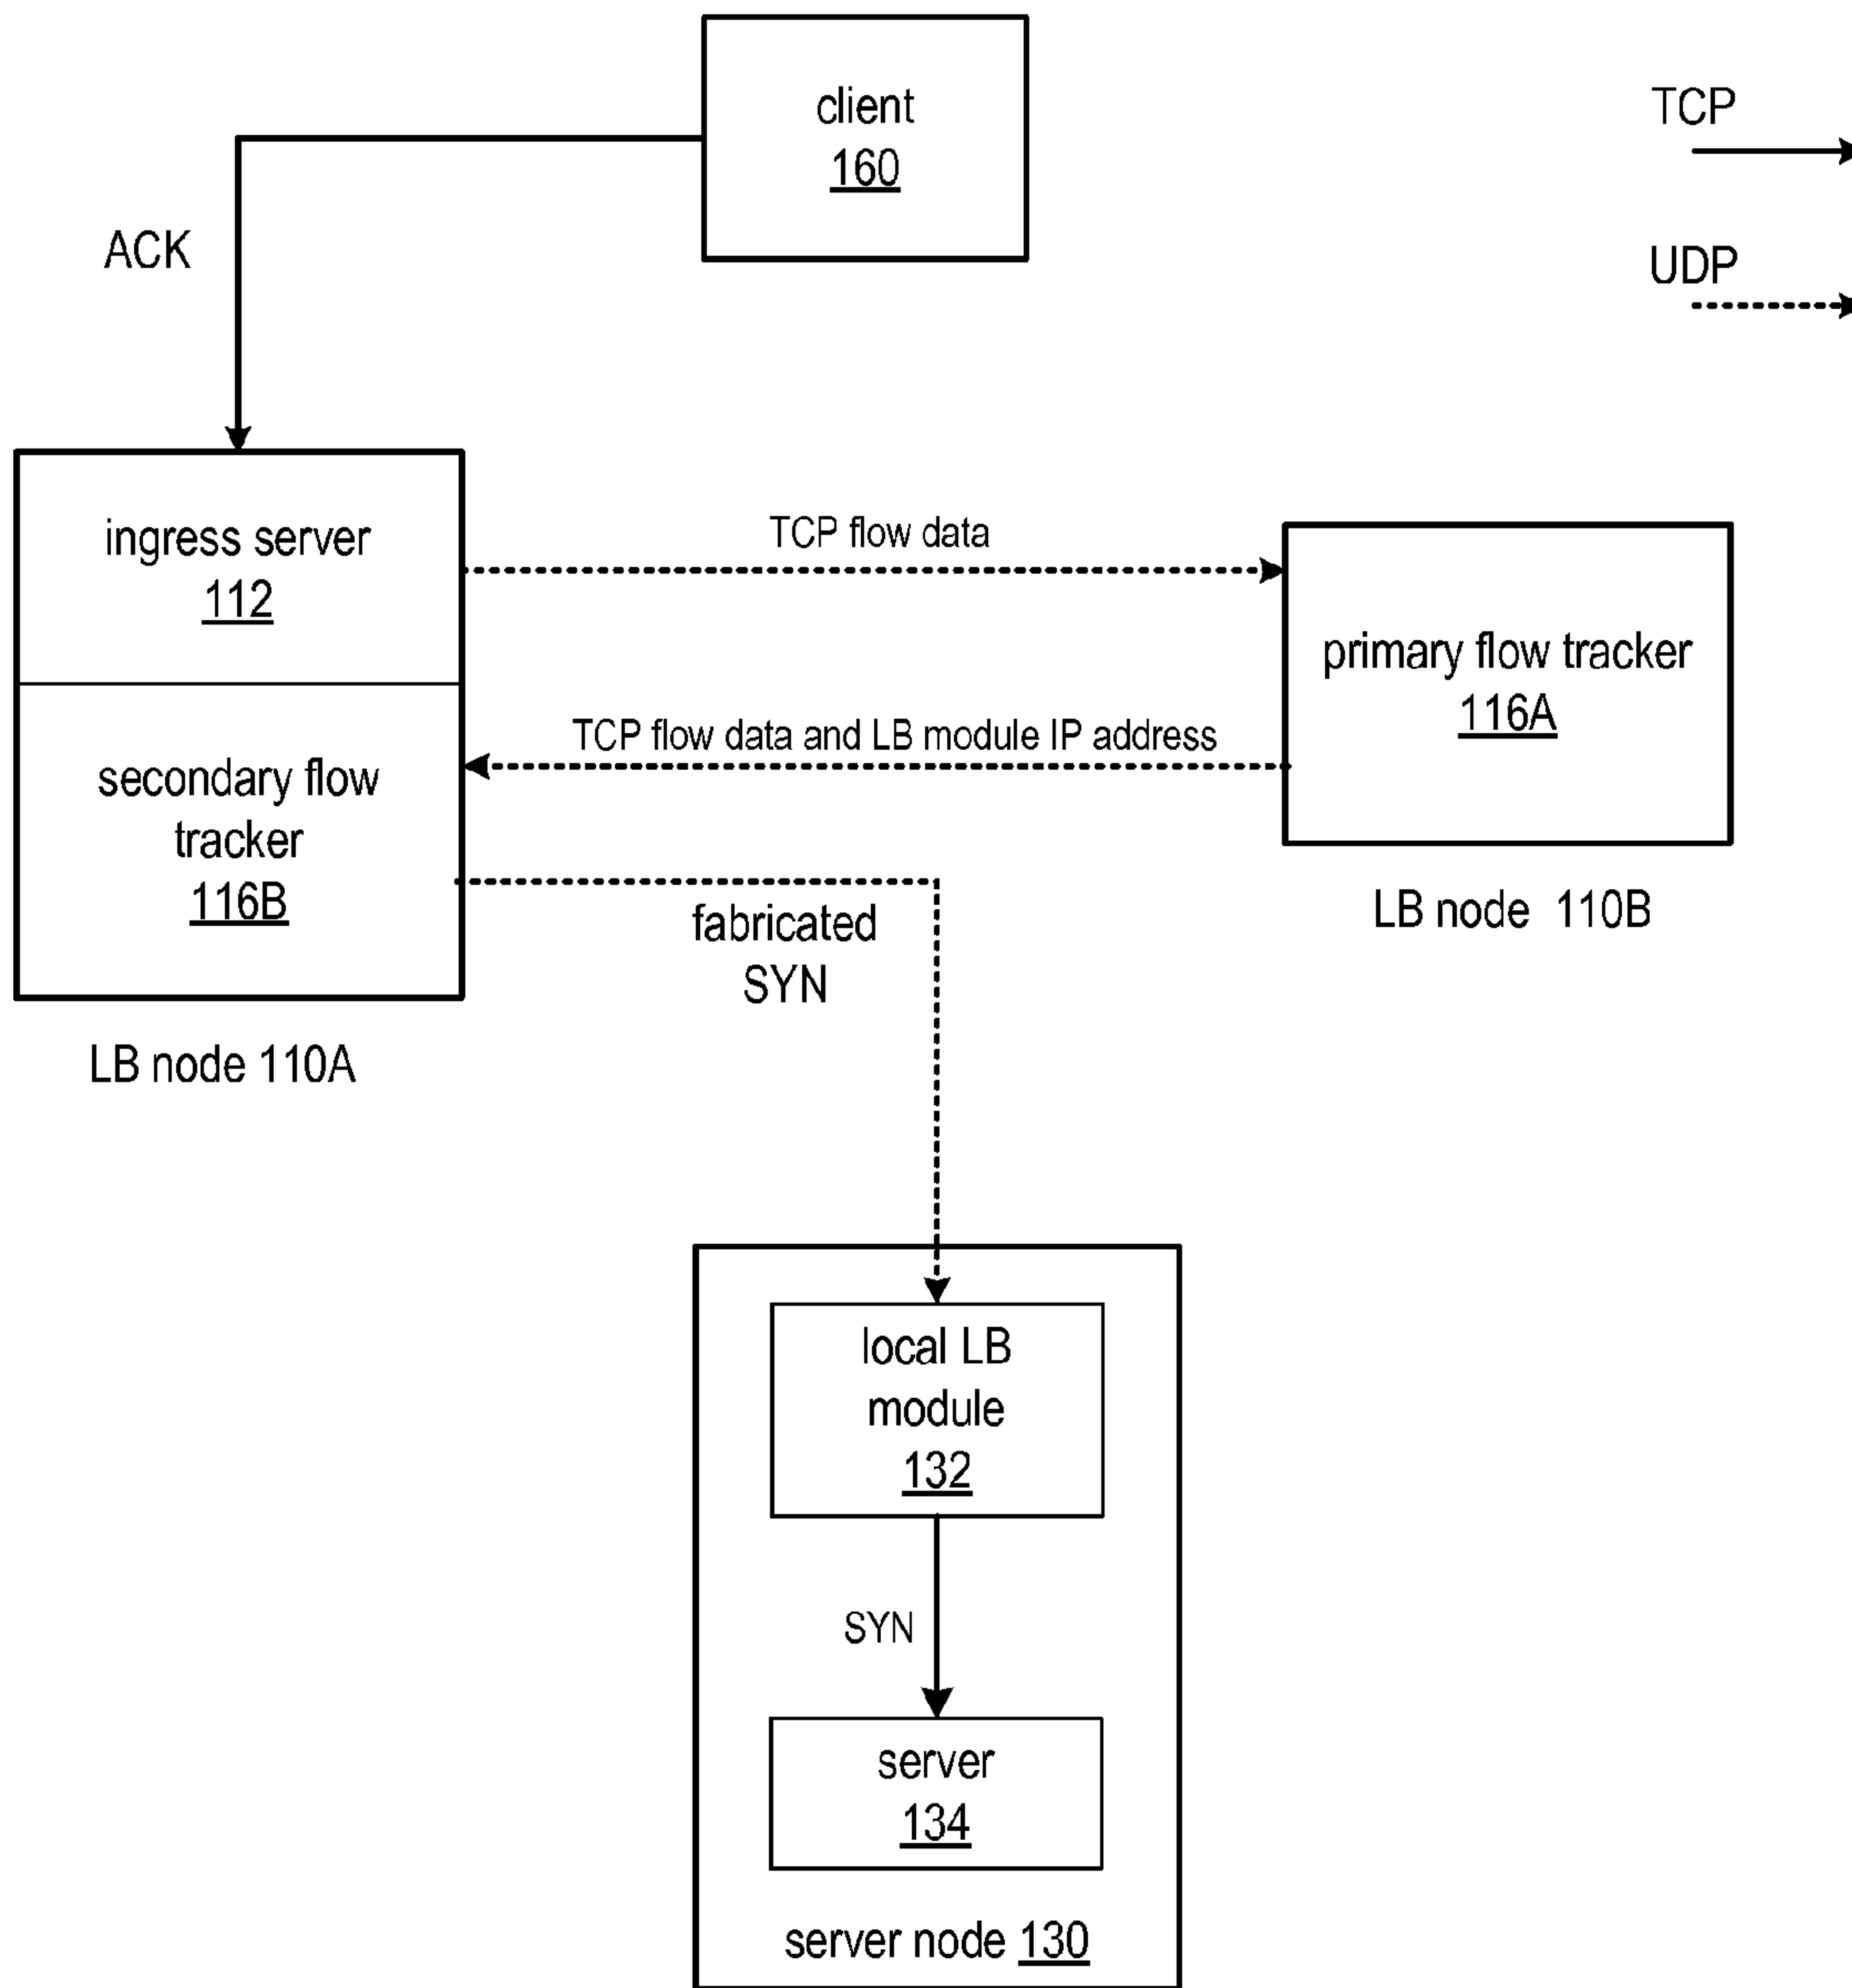 client
160
TCP
ACK
UDP
ingress server
112
TCP flow data
primary flow tracker
116A
TCP flow data and LB module IP address
secondary flow
tracker
116B
fabricated
SYN
LB node 110B
LB node 110A
local LB
module
132
SYN
server
134
server node 130